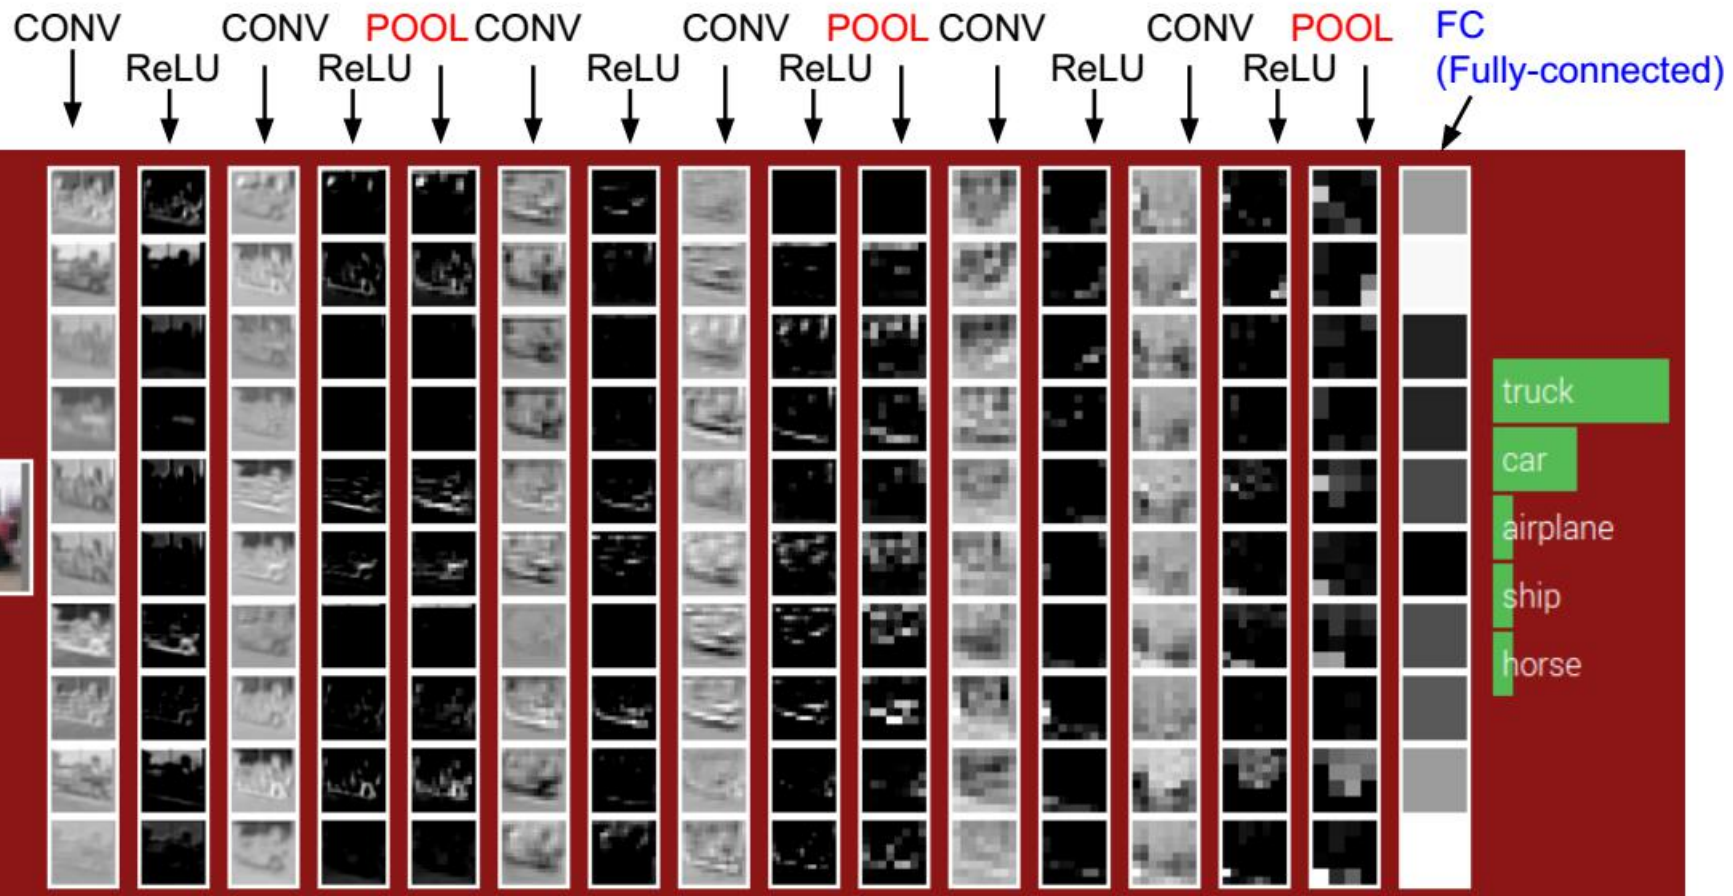 CONV CONV POOL CONV CONV POOL CONV CONV POOL FC
ReLU ReLU ReLU ReLU ReLU ReLU (Fully-connected)
truck
car
airplane
ship
horse